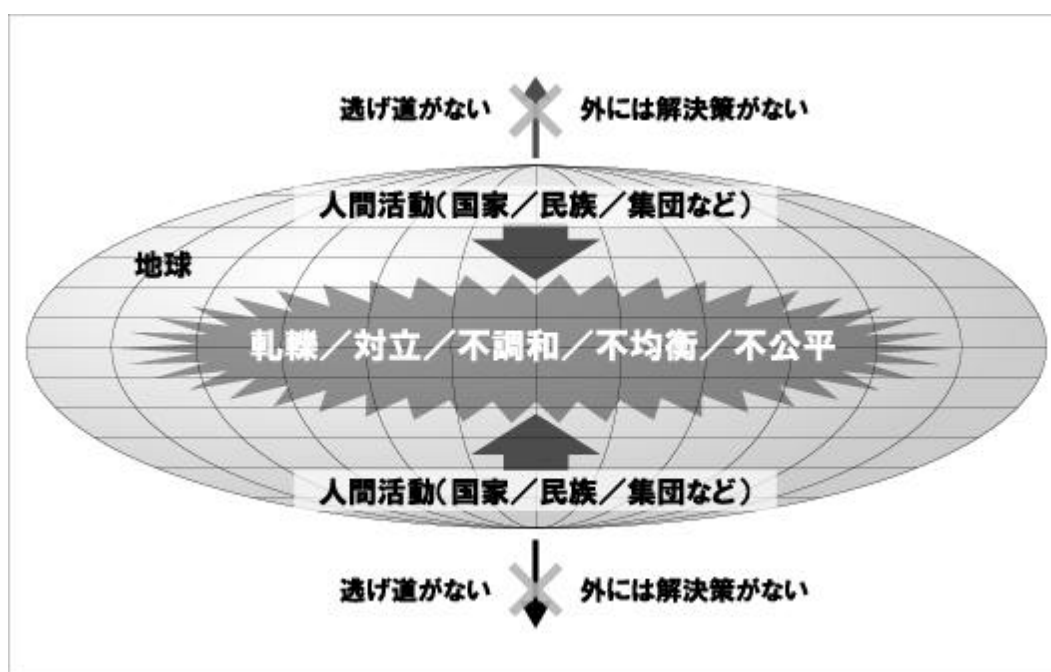 逃げ道がない 外には解決策がない
人間活動(国家／民族／集団など)
地球
軋轢／対立／不調和／不均衡／不公平
人間活動(国家／民族／集団など)
逃げ道がない 外には解決策がない